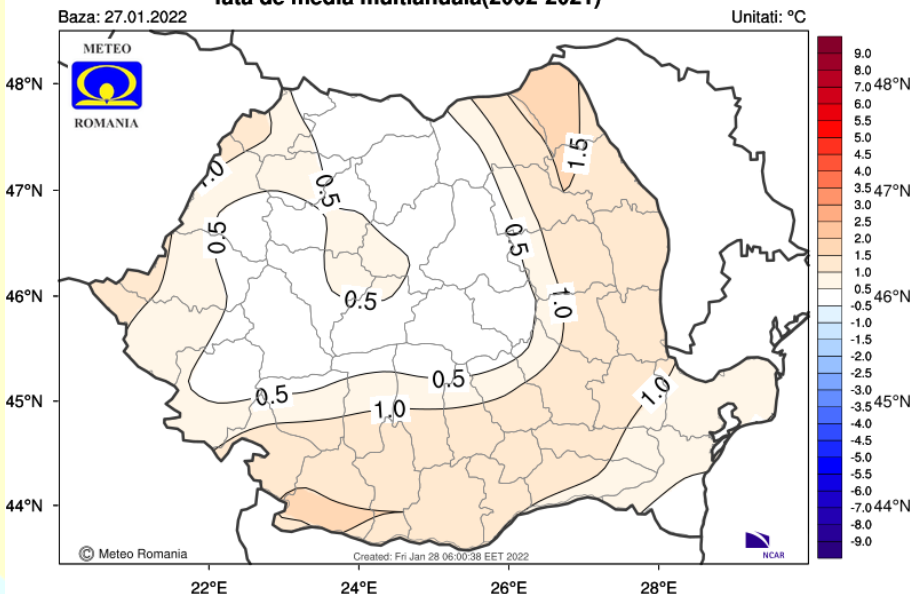 fata de media multianuala(2002-2021)
Baza: 27.01.2022
Unitati: °C
METEO
ROMANIA
48°N
47°N
46°N
45°N
44°N
1.0
0.5
1.5
0.5
0.5
0.5
1.0
0.5
0.5
1.0
1.0
© Meteo Romania
Created: Fri Jan 28 06:00:38 EET 2022
NCAR
22°E
24°E
26°E
28°E
9.0
8.0
7.0
6.0
5.5
5.0
4.5
4.0
3.5
3.0
2.5
2.0
1.5
1.0
0.5
-0.5
-1.0
-1.5
-2.0
-2.5
-3.0
-3.5
-4.0
-4.5
-5.0
-5.5
-6.0
-7.0
-8.0
-9.0
48°N
47°N
46°N
45°N
44°N